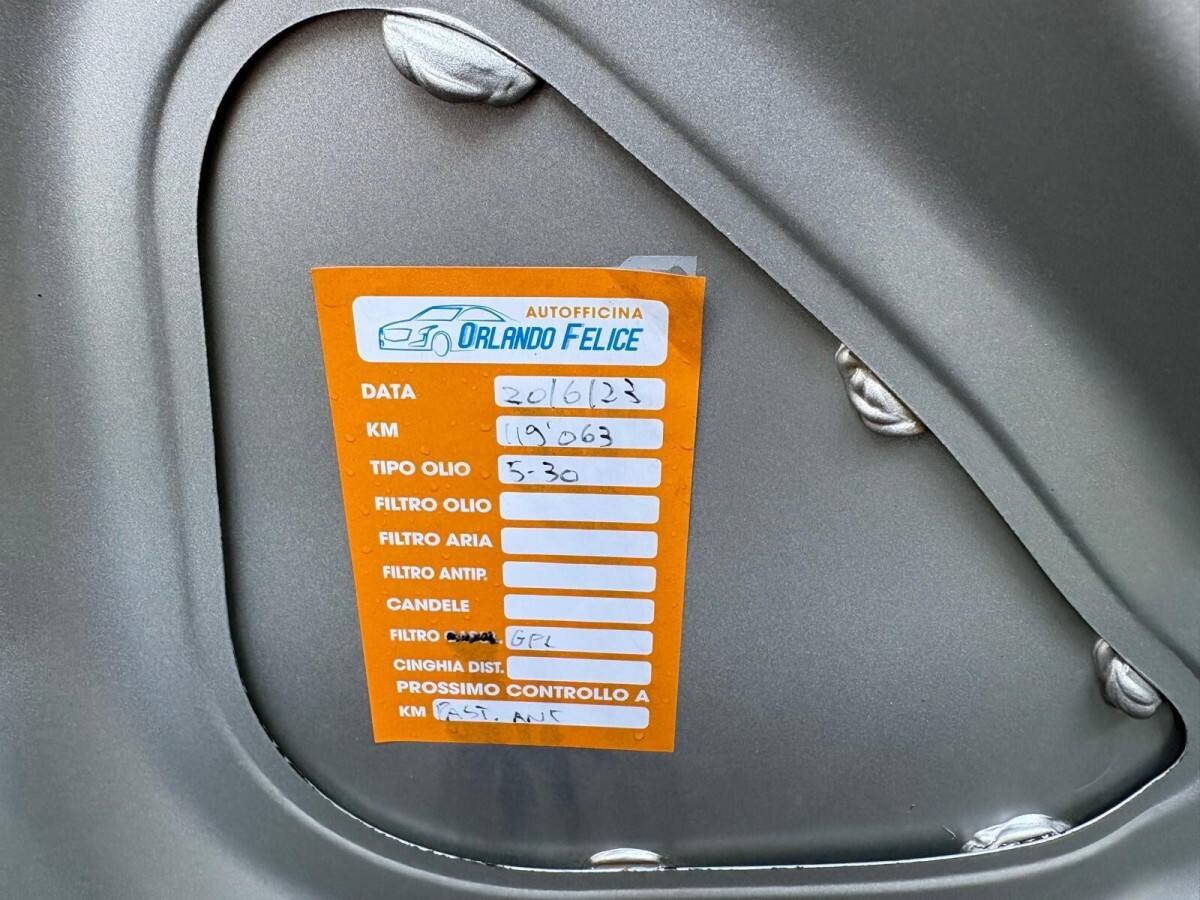 AUTOFFICINA
ORLANDO FELICE
DATA 20/6/23
KM 119'063
TIPO OLIO 5-30
FILTRO OLIO
FILTRO ARIA
FILTRO ANTIP.
CANDELE
FILTRO GPL
CINGHIA DIST.
PROSSIMO CONTROLLO A
KM PAST. ANT